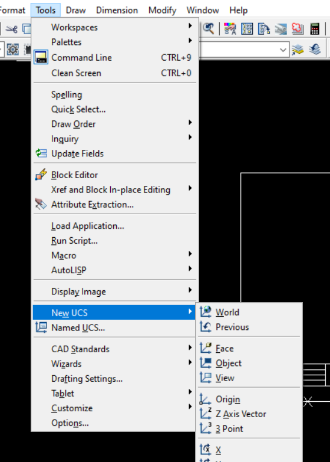 Format Tools Draw Dimension Modify Window Help
Workspaces
Palettes
Command Line CTRL+9
Clean Screen CTRL+0
Spelling
Quick Select...
Draw Order
Inquiry
Update Fields
Block Editor
Xref and Block In-place Editing
Attribute Extraction...
Load Application...
Run Script...
Macro
AutoLISP
Display Image
New UCS
World
Named UCS...
Previous
CAD Standards
Face
Wizards
Object
Drafting Settings...
View
Tablet
Origin
Customize
Z Axis Vector
Options...
3 Point
X